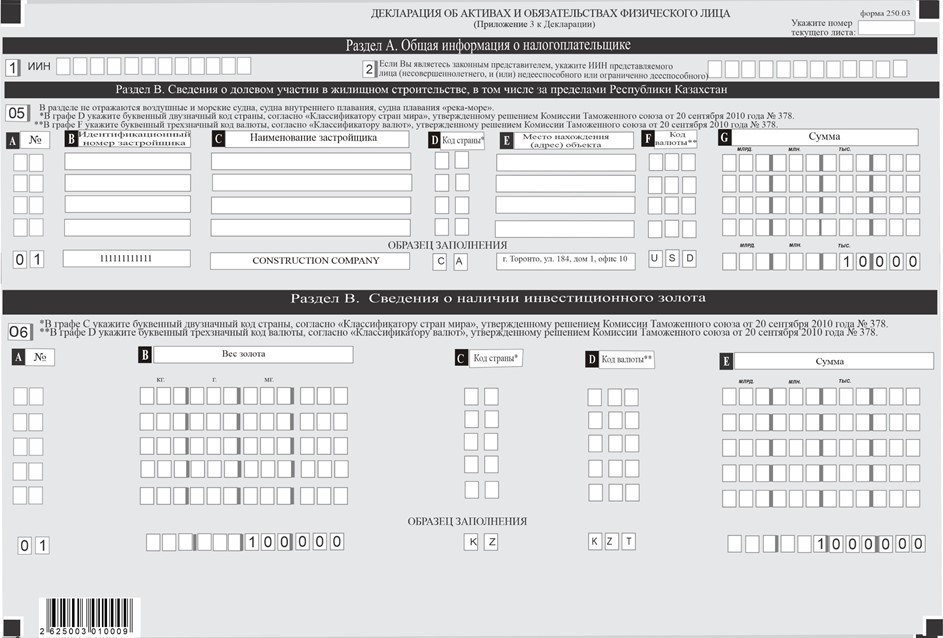 ДЕКЛАРАЦИЯ ОБ АКТИВАХ И ОБЯЗАТЕЛЬСТВАХ ФИЗИЧЕСКОГО ЛИЦА
форма 250.03
(Приложение 3 к Декларации)
Укажите номер
текущего листа:
Раздел А. Общая информация о налогоплательщике
1 ИИН
2 Если Вы являетесь законным представителем, укажите ИИН представляемого
лица (несовершеннолетнего, и (или) недееспособного или ограничено дееспособного)
Раздел В. Сведения о долевом участии в жилищном строительстве, в том числе за пределами Республики Казахстан
05 В разделе не отражаются воздушные и морские судна, судна внутреннего плавания, судна плавания «река-море».
*В графе D укажите буквенный двузначный код страны, согласно «Классификатору стран мира», утвержденному решением Комиссии Таможенного союза от 20 сентября 2010 года № 378.
**В графе F укажите буквенный трехзначный код валюты, согласно «Классификатору валют», утвержденному решением Комиссии Таможенного союза от 20 сентября 2010 года № 378.
A № B Идентификационный номер застройщика C Наименование застройщика D Код страны* E Место нахождения (адрес) объекта F Код валюты** G Сумма
МЛРД. МЛН. ТЫС.
ОБРАЗЕЦ ЗАПОЛНЕНИЯ
МЛРД. МЛН. ТЫС.
0 1 111111111111 CONSTRUCTION COMPANY C A г. Торонто, ул. 184, дом 1, офис 10 U S D 1 0 0 0 0
Раздел В. Сведения о наличии инвестиционного золота
06 *В графе C укажите буквенный двузначный код страны, согласно «Классификатору стран мира», утвержденному решением Комиссии Таможенного союза от 20 сентября 2010 года № 378.
**В графе D укажите буквенный трехзначный код валюты, согласно «Классификатору валют», утвержденному решением Комиссии Таможенного союза от 20 сентября 2010 года № 378.
A № B Вес золота C Код страны* D Код валюты** E Сумма
кг. г. мг. МЛРД. МЛН. ТЫС.
ОБРАЗЕЦ ЗАПОЛНЕНИЯ
0 1 1 0 0 0 0 0 K Z K Z T 1 0 0 0 0 0 0
2 625003 010009